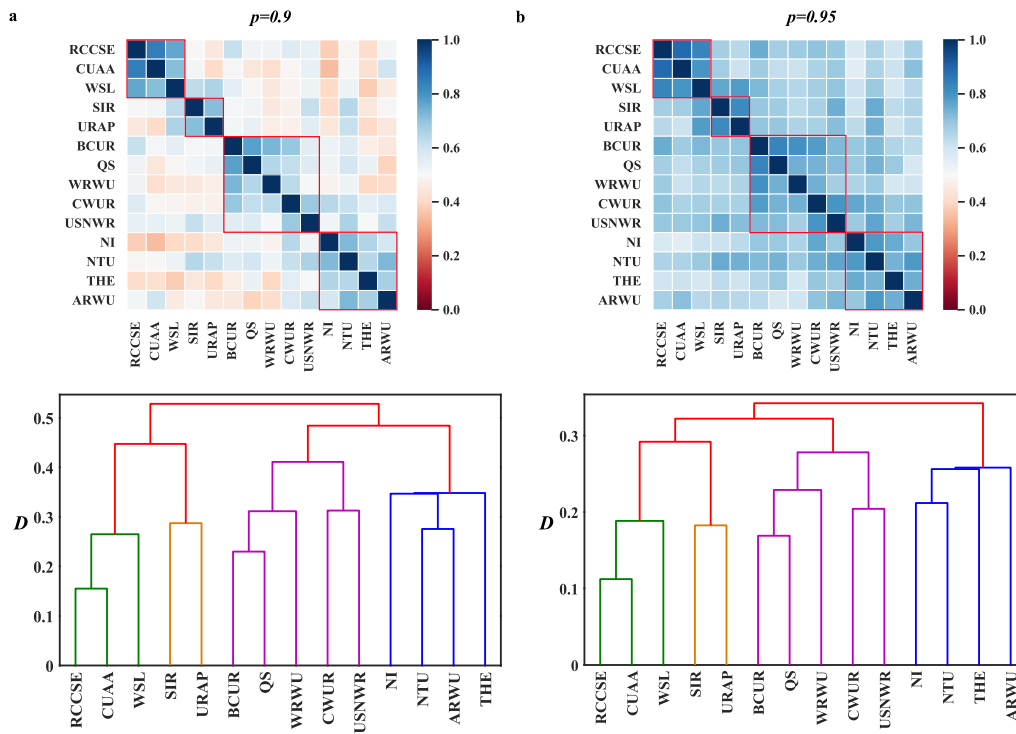 a
p=0.9
RCCSE
CUAA
WSL
SIR
URAP
BCUR
QS
WRWU
CWUR
USNWR
NI
NTU
THE
ARWU
RCCSE CUAA WSL SIR URAP BCUR QS WRWU CWUR USNWR NI NTU THE ARWU
1.0
0.8
0.6
0.4
0.2
0.0
b
p=0.95
RCCSE
CUAA
WSL
SIR
URAP
BCUR
QS
WRWU
CWUR
USNWR
NI
NTU
THE
ARWU
RCCSE CUAA WSL SIR URAP BCUR QS WRWU CWUR USNWR NI NTU THE ARWU
1.0
0.8
0.6
0.4
0.2
0.0
D
0.5
0.4
0.3
0.2
0.1
0
RCCSE CUAA WSL SIR URAP BCUR QS WRWU CWUR USNWR NI NTU ARWU THE
D
0.3
0.2
0.1
0
RCCSE CUAA WSL SIR URAP BCUR QS WRWU CWUR USNWR NI NTU THE ARWU